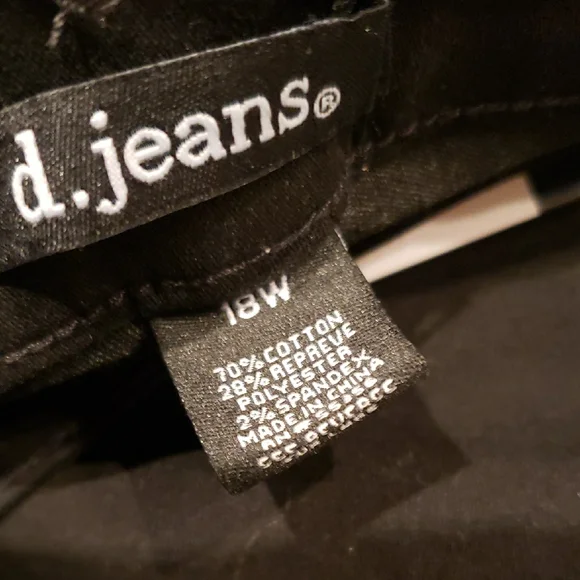 d.jeans®
18W
70% COTTON
28% REPREVE
POLYESTER
2% SPANDEX
MADE IN CHINA